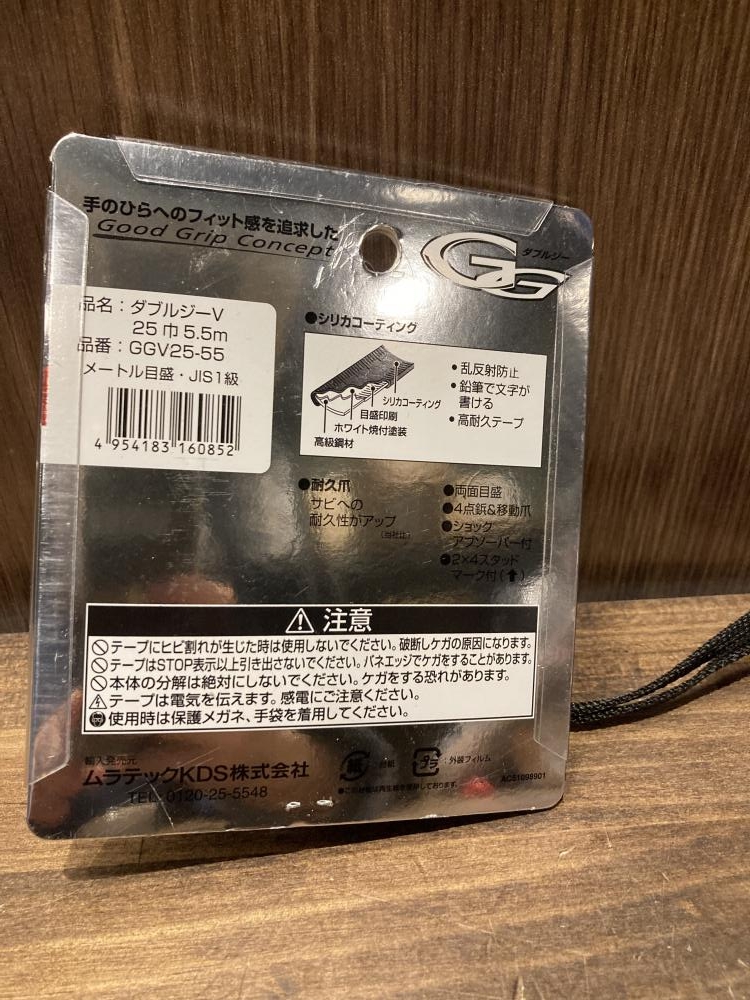 手のひらへのフィット感を追求した
Good Grip Concept
GG
ダブルジー
品名：ダブルジーV
25巾5.5m
品番：GGV25-55
メートル目盛・JIS1級
4 954183 160852
●シリカコーティング
シリカコーティング
目盛印刷
ホワイト焼付塗装
高級鋼材
・乱反射防止
・鉛筆で文字が
書ける
・高耐久テープ
●耐久爪
サビへの
耐久性がアップ
（当社比）
●両面目盛
●4点鋲&移動爪
●ショック
アブソーバー付
●2×4スタッド
マーク付(⬆)
注意
テープにヒビ割れが生じた時は使用しないでください。破断しケガの原因になります。
テープはSTOP表示以上引き出さないでください。バネエッジでケガをすることがあります。
本体の分解は絶対にしないでください。ケガをする恐れがあります。
テープは電気を伝えます。感電にご注意ください。
使用時は保護メガネ、手袋を着用してください。
輸入発売元
ムラテックKDS株式会社
TEL 0120-25-5548
紙
プラ
：外装フィルム
AC51099901